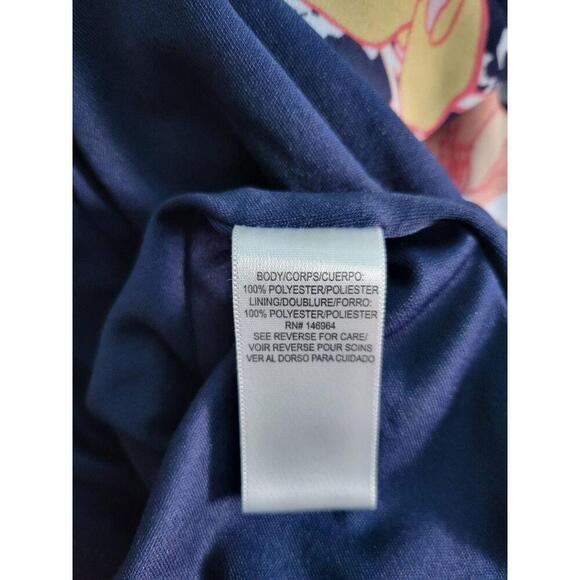 BODY/CORPS/CUERPO:
100% POLYESTER/POLIESTER
LINING/DOUBLURE/FORRO:
100% POLYESTER/POLIESTER
RN# 146964
SEE REVERSE FOR CARE/
VOIR REVERSE POUR SOINS
VER AL DORSO PARA CUIDADO